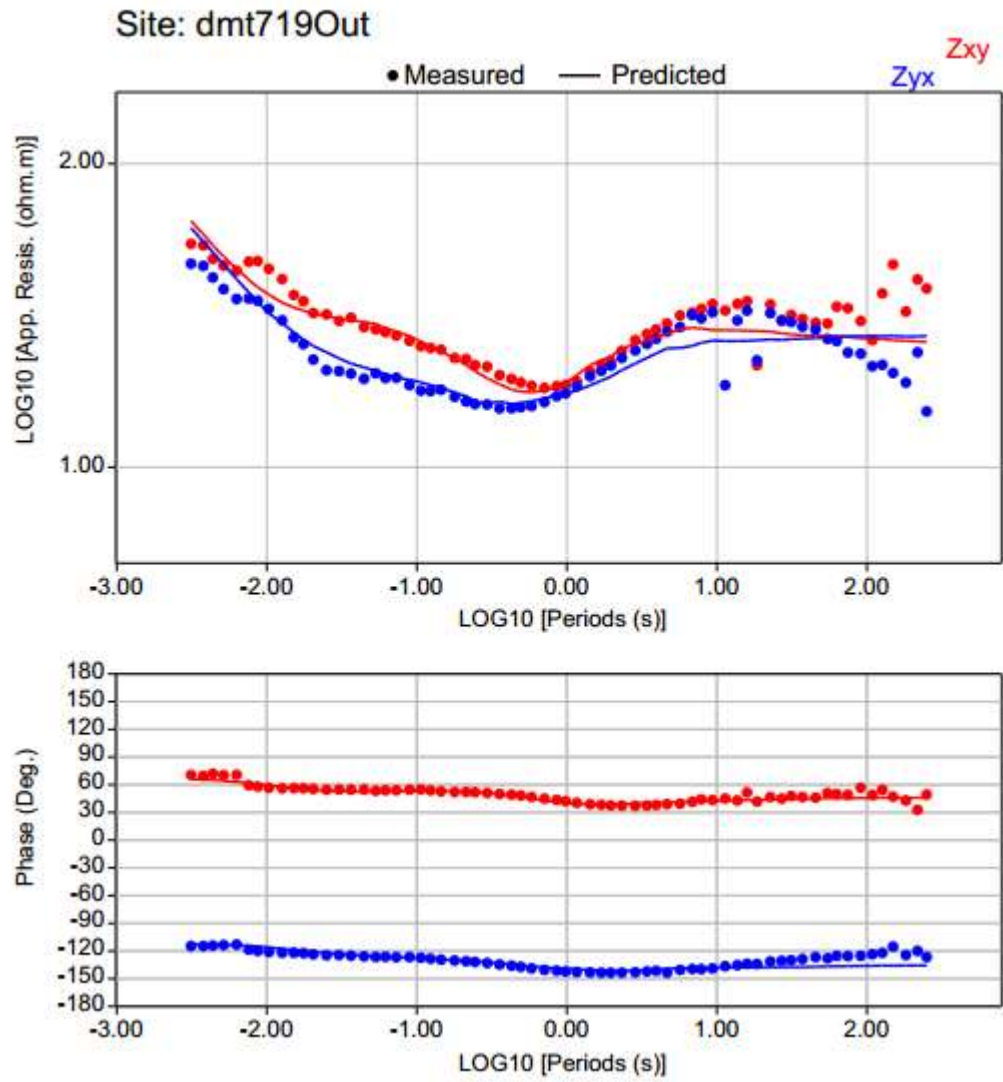 Site: dmt719Out
Zxy
Measured Predicted
Zyx
LOG10 [App. Resis. (ohm.m)]
2.00
1.00
-3.00 -2.00 -1.00 0.00 1.00 2.00
LOG10 [Periods (s)]
Phase (Deg.)
180
150
120
90
60
30
0
-30
-60
-90
-120
-150
-180
-3.00 -2.00 -1.00 0.00 1.00 2.00
LOG10 [Periods (s)]